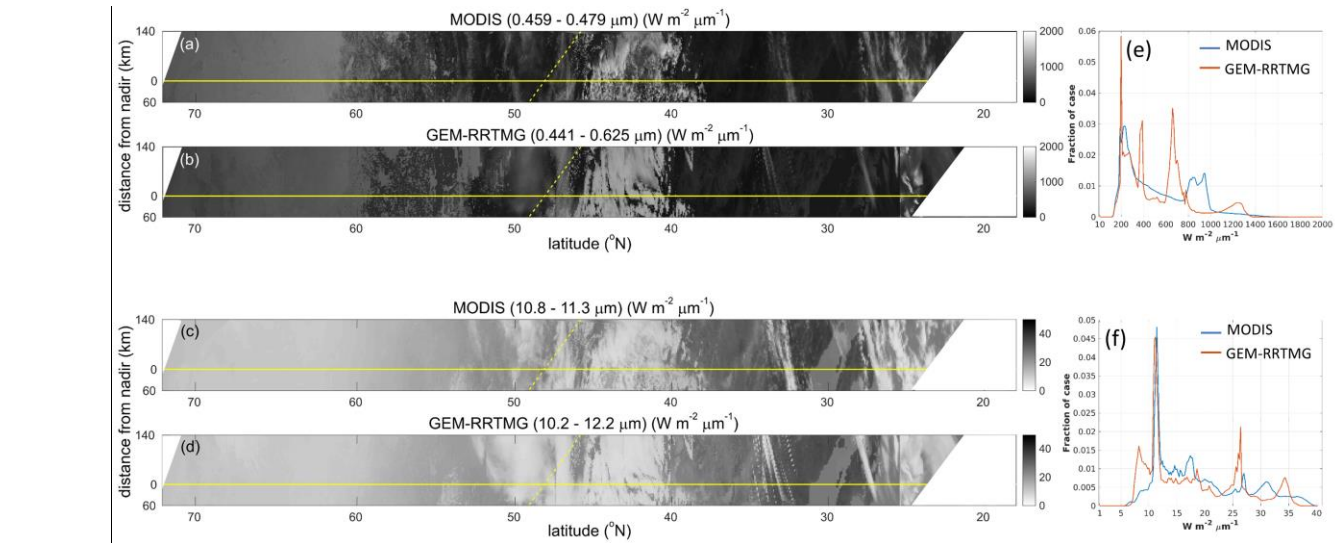 MODIS (0.459 - 0.479 μm) (W m-2 μm-1)
140
(a)
0
60
70 60 50 40 30 20
2000
1000
0
GEM-RRTMG (0.441 - 0.625 μm) (W m-2 μm-1)
140
(b)
0
60
70 60 50 40 30 20
2000
1000
0
distance from nadir (km)
latitude (oN)
(e)
MODIS
GEM-RRTMG
0.06
0.05
0.04
0.03
0.02
0.01
0
Fraction of case
10 200 400 600 800 1000 1200 1400 1600 1800 2000
W m-2 μm-1
MODIS (10.8 - 11.3 μm) (W m-2 μm-1)
140
(c)
0
60
70 60 50 40 30 20
40
20
0
GEM-RRTMG (10.2 - 12.2 μm) (W m-2 μm-1)
140
(d)
0
60
70 60 50 40 30 20
40
20
0
distance from nadir (km)
latitude (oN)
(f)
MODIS
GEM-RRTMG
0.05
0.045
0.04
0.035
0.03
0.025
0.02
0.015
0.01
0.005
0
Fraction of case
1 5 10 15 20 25 30 35 40
W m-2 μm-1